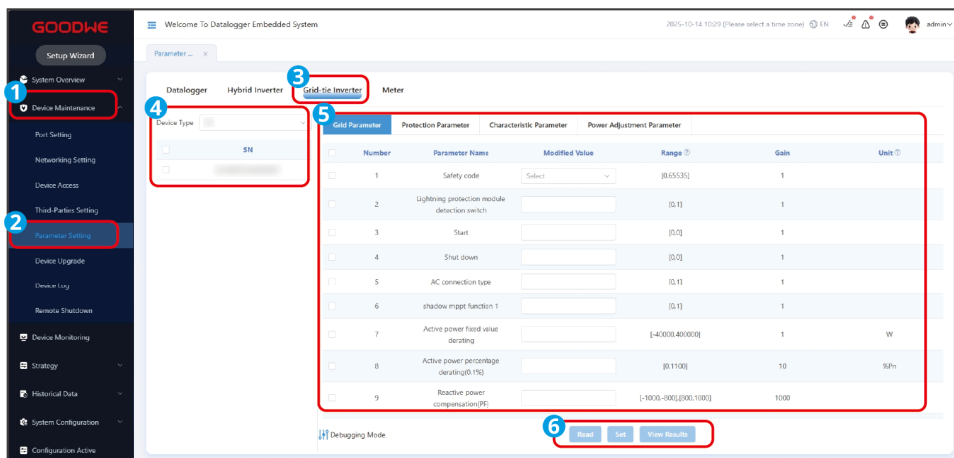 GOODWE
Welcome To Datalogger Embedded System
2025-10-14 10:29 (Please select a time zone) EN admin
Setup Wizard
Parameter ... ×
System Overview
1
Device Maintenance
Port Setting
Networking Setting
Device Access
Third-Parties Setting
2
Parameter Setting
Device Upgrade
Device Log
Remote Shutdown
Device Monitoring
Strategy
Historical Data
System Configuration
Configuration Active
3
Datalogger Hybrid Inverter Grid-tie Inverter Meter
4
Device Type
SN
5
Grid Parameter Protection Parameter Characteristic Parameter Power Adjustment Parameter
Number Parameter Name Modified Value Range Gain Unit
1 Safety code Select [0,65535] 1
2 Lightning protection module detection switch [0,1] 1
3 Start [0,0] 1
4 Shut down [0,0] 1
5 AC connection type [0,1] 1
6 shadow mppt function 1 [0,1] 1
7 Active power fixed value derating [-40000,400000] 1 W
8 Active power percentage derating(0.1%) [0,1100] 10 %Pn
9 Reactive power compensation(PF) [-1000,-800],[800,1000] 1000
Debugging Mode
6
Read Set View Results